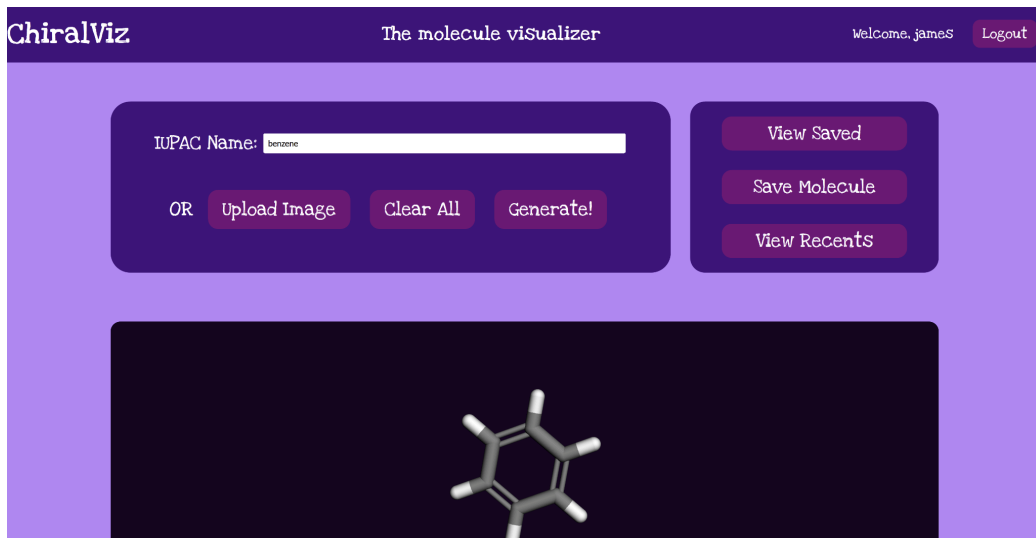 ChiralViz
The molecule visualizer
Welcome, james
Logout
IUPAC Name: benzene
OR Upload Image Clear All Generate!
View Saved
Save Molecule
View Recents